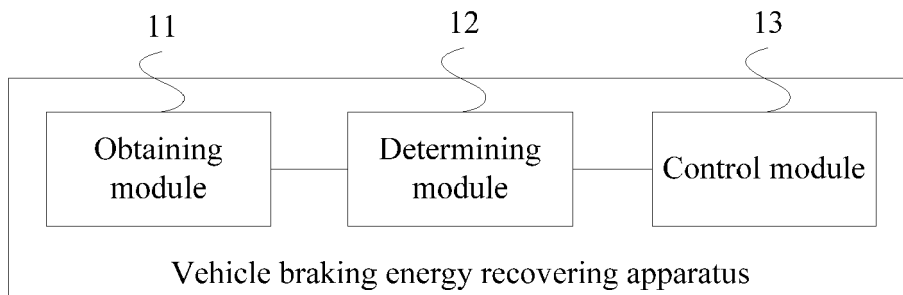 11 12 13
Obtaining module
Determining module
Control module
Vehicle braking energy recovering apparatus